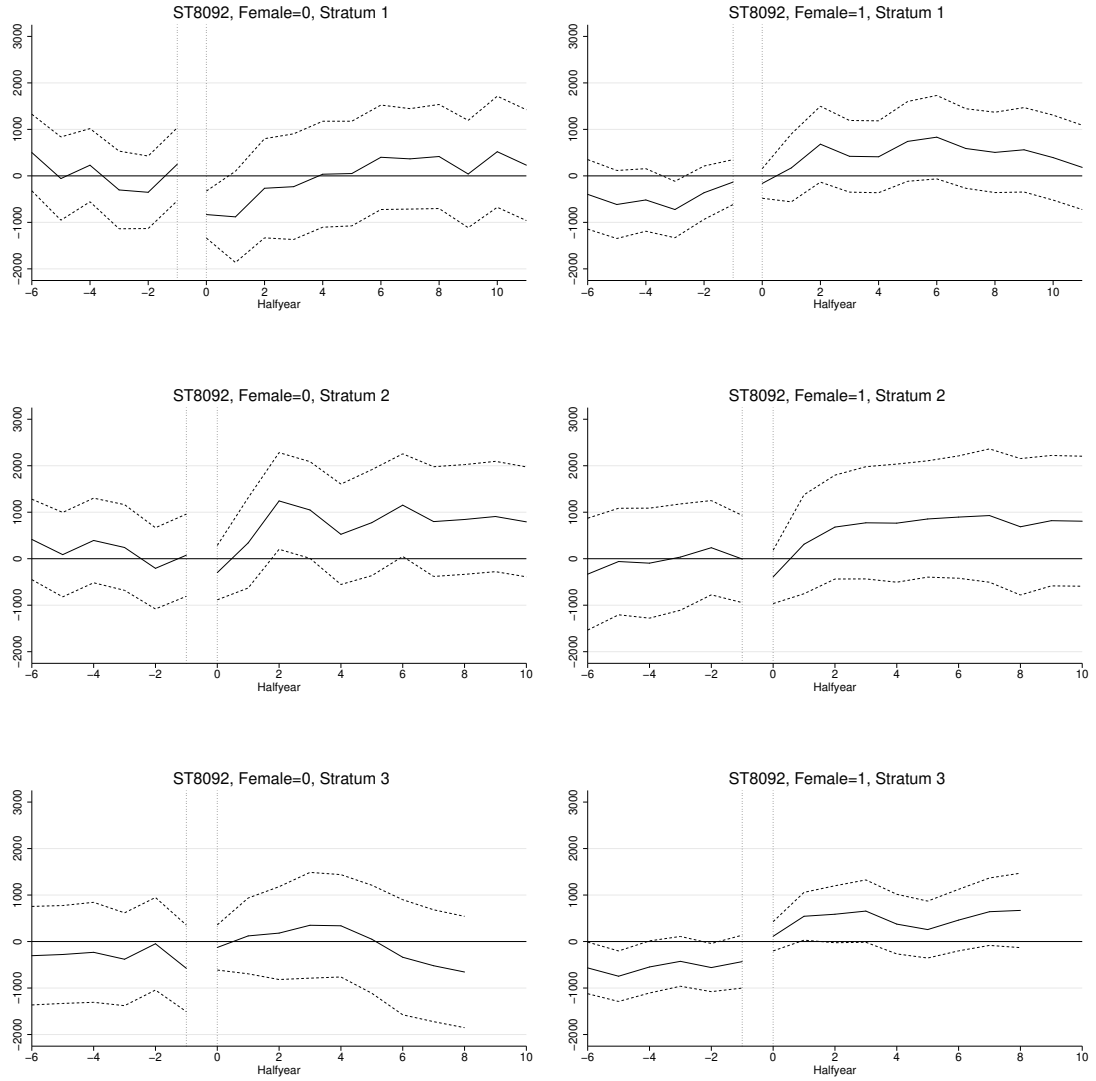 ST8092, Female=0, Stratum 1
3000
2000
1000
0
−1000
−2000
−6 −4 −2 0 2 4 6 8 10
Halfyear
ST8092, Female=1, Stratum 1
3000
2000
1000
0
−1000
−2000
−6 −4 −2 0 2 4 6 8 10
Halfyear
ST8092, Female=0, Stratum 2
3000
2000
1000
0
−1000
−2000
−6 −4 −2 0 2 4 6 8 10
Halfyear
ST8092, Female=1, Stratum 2
3000
2000
1000
0
−1000
−2000
−6 −4 −2 0 2 4 6 8 10
Halfyear
ST8092, Female=0, Stratum 3
3000
2000
1000
0
−1000
−2000
−6 −4 −2 0 2 4 6 8 10
Halfyear
ST8092, Female=1, Stratum 3
3000
2000
1000
0
−1000
−2000
−6 −4 −2 0 2 4 6 8 10
Halfyear